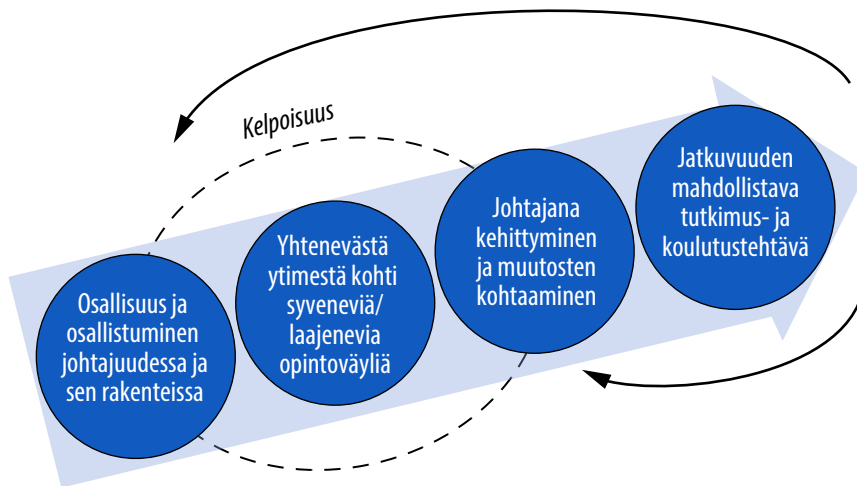 Kelpoisuus
Osallisuus ja
osallistuminen
johtajuudessa ja
sen rakenteissa
Yhtenevästä
ytimestä kohti
syveneviä/
laajenevia
opintoväyliä
Johtajana
kehittyminen
ja muutosten
kohtaaminen
Jatkuvuuden
mahdollistava
tutkimus- ja
koulutustehtävä